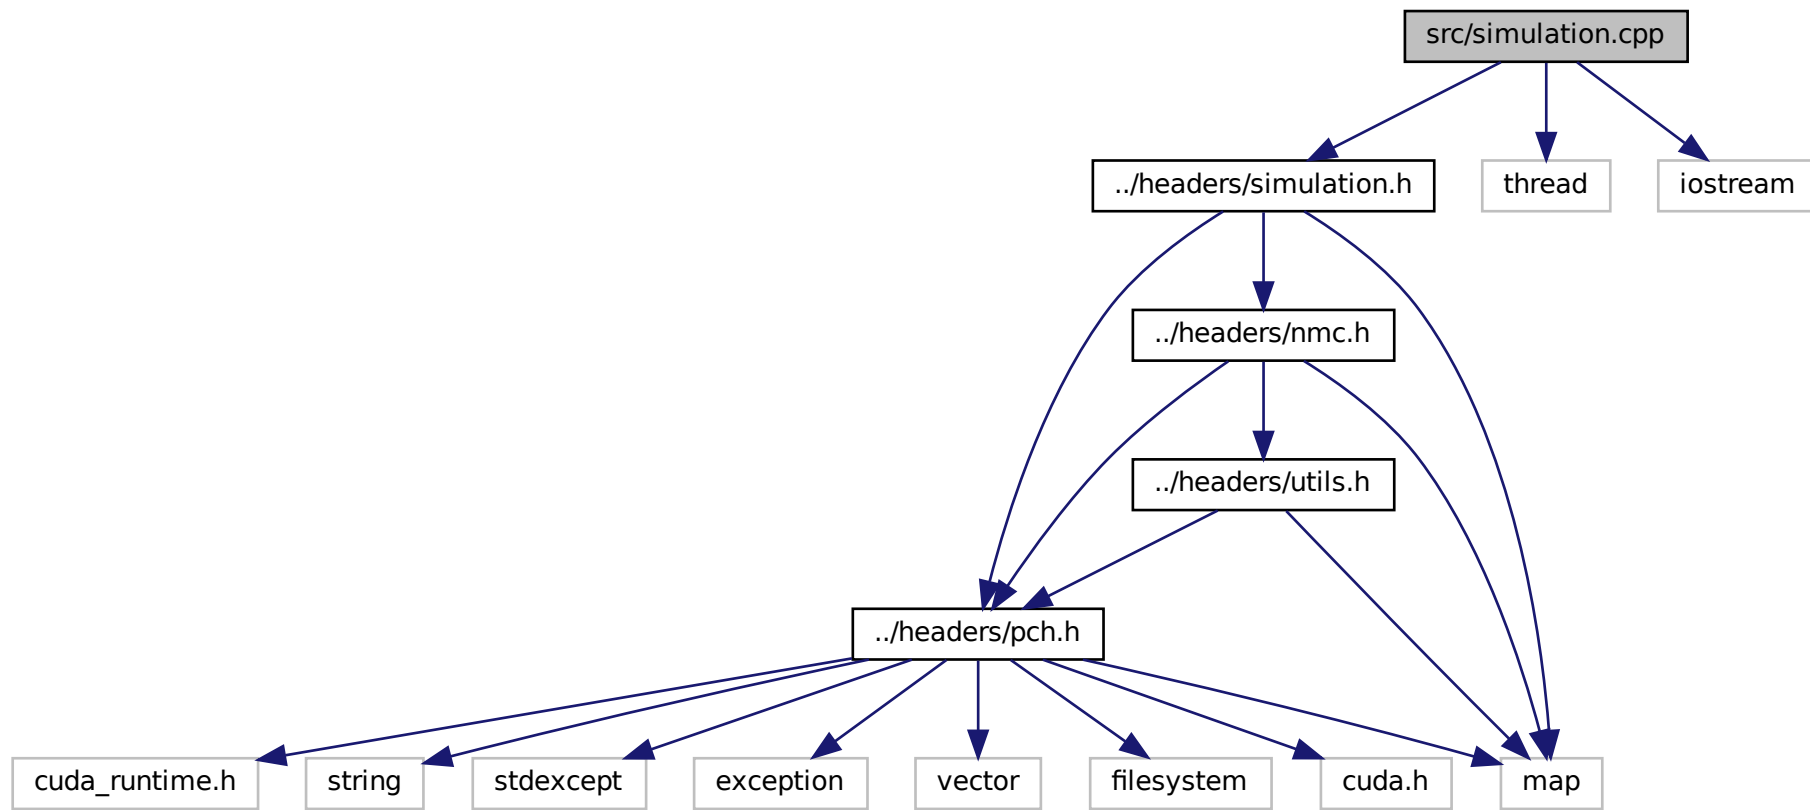 src/simulation.cpp
../headers/simulation.h
thread
iostream
../headers/nmc.h
../headers/utils.h
../headers/pch.h
cuda_runtime.h
string
stdexcept
exception
vector
filesystem
cuda.h
map